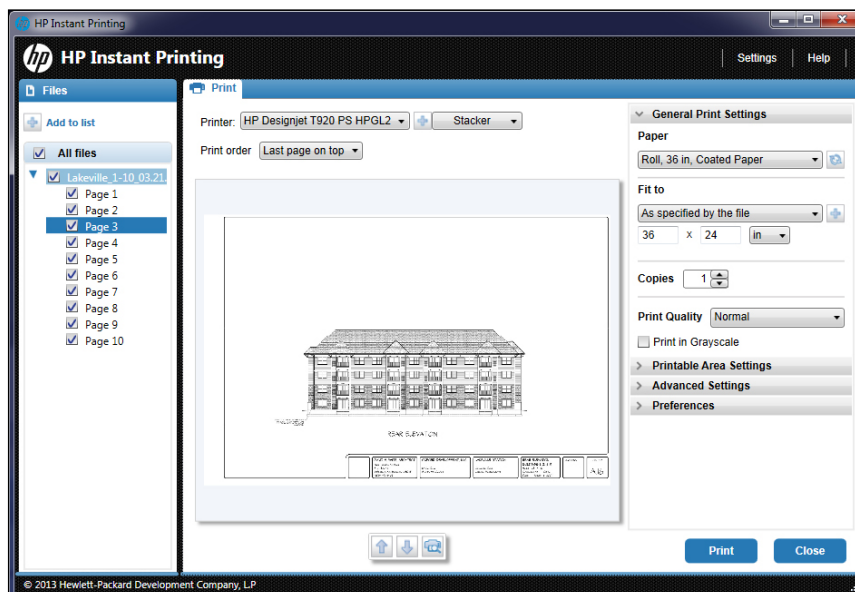 HP Instant Printing
hp HP Instant Printing
Settings Help
Files
Add to list
All files
Lakeville_1-10_03.21.
Page 1
Page 2
Page 3
Page 4
Page 5
Page 6
Page 7
Page 8
Page 9
Page 10
Print
Printer: HP Designjet T920 PS HPGL2 Stacker
Print order Last page on top
REAR ELEVATION
General Print Settings
Paper
Roll, 36 in, Coated Paper
Fit to
As specified by the file
36 x 24 in
Copies 1
Print Quality Normal
Print in Grayscale
Printable Area Settings
Advanced Settings
Preferences
Print Close
© 2013 Hewlett-Packard Development Company, L.P